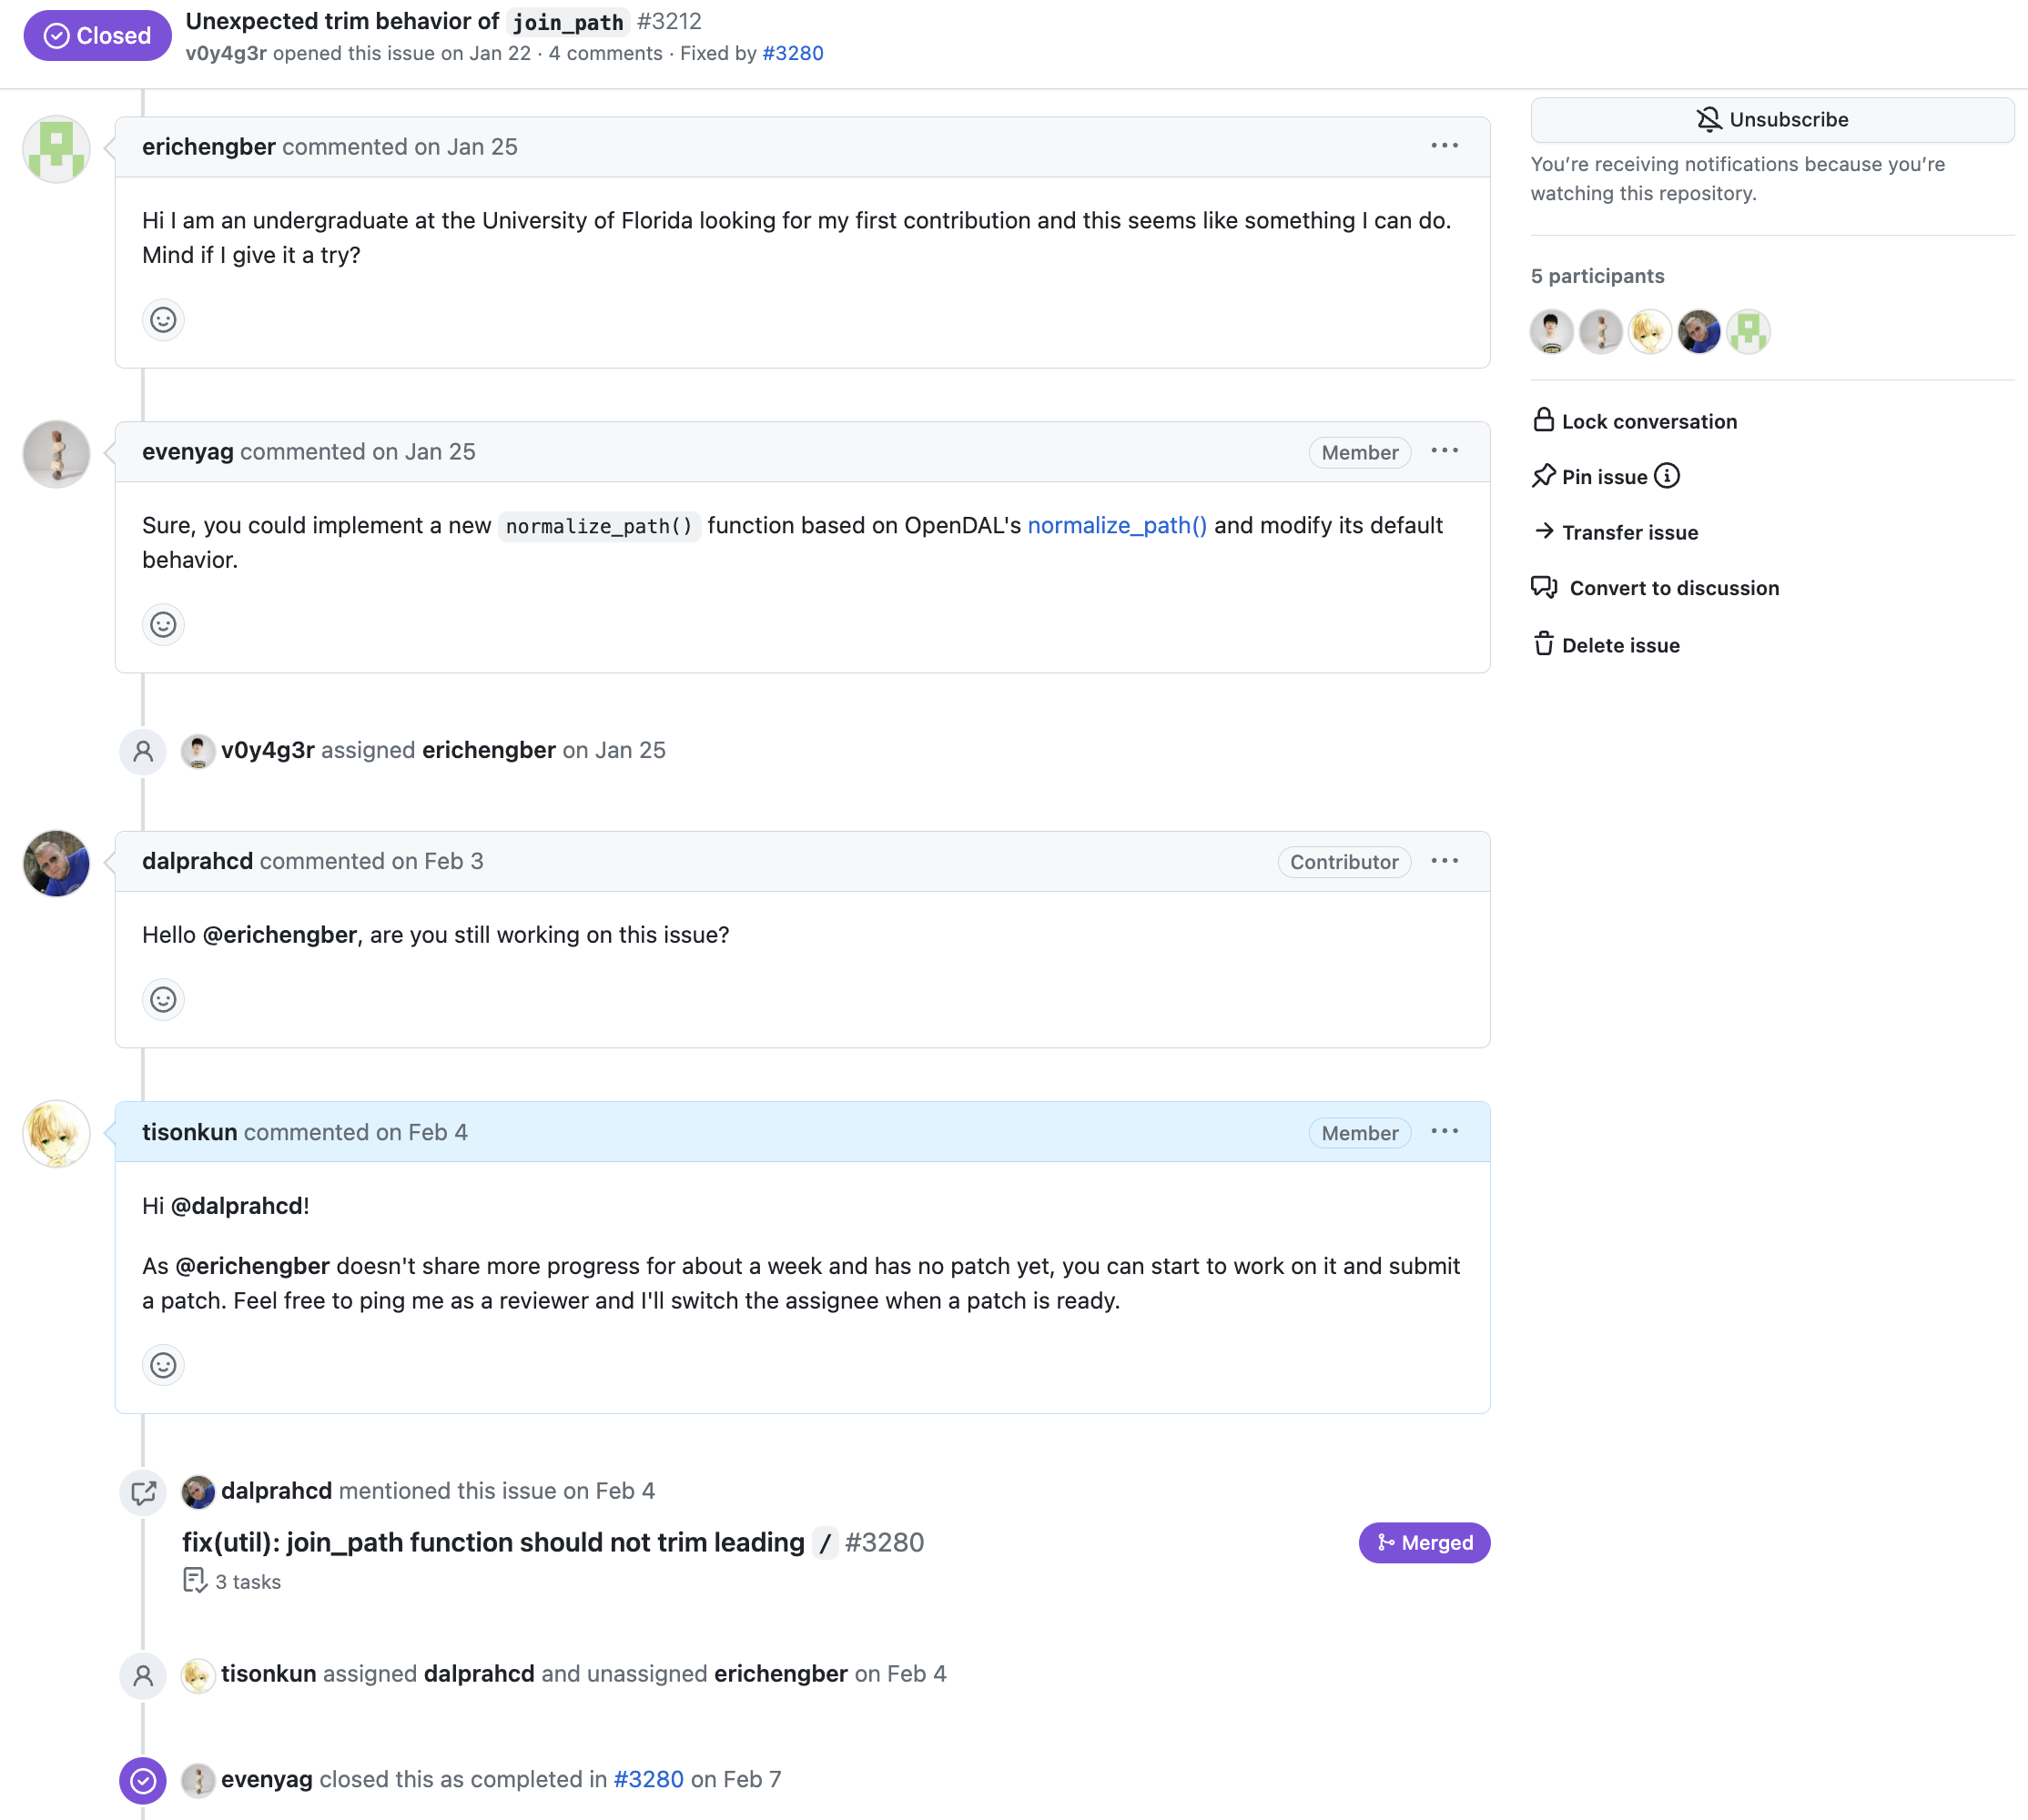 Closed
Unexpected trim behavior of join_path #3212
v0y4g3r opened this issue on Jan 22 · 4 comments · Fixed by #3280
erichengber commented on Jan 25
Hi I am an undergraduate at the University of Florida looking for my first contribution and this seems like something I can do.
Mind if I give it a try?
evenyag commented on Jan 25
Member
Sure, you could implement a new normalize_path() function based on OpenDAL's normalize_path() and modify its default
behavior.
v0y4g3r assigned erichengber on Jan 25
dalprahcd commented on Feb 3
Contributor
Hello @erichengber, are you still working on this issue?
tisonkun commented on Feb 4
Member
Hi @dalprahcd!
As @erichengber doesn't share more progress for about a week and has no patch yet, you can start to work on it and submit
a patch. Feel free to ping me as a reviewer and I'll switch the assignee when a patch is ready.
dalprahcd mentioned this issue on Feb 4
fix(util): join_path function should not trim leading / #3280
Merged
3 tasks
tisonkun assigned dalprahcd and unassigned erichengber on Feb 4
evenyag closed this as completed in #3280 on Feb 7
Unsubscribe
You’re receiving notifications because you’re
watching this repository.
5 participants
Lock conversation
Pin issue
Transfer issue
Convert to discussion
Delete issue